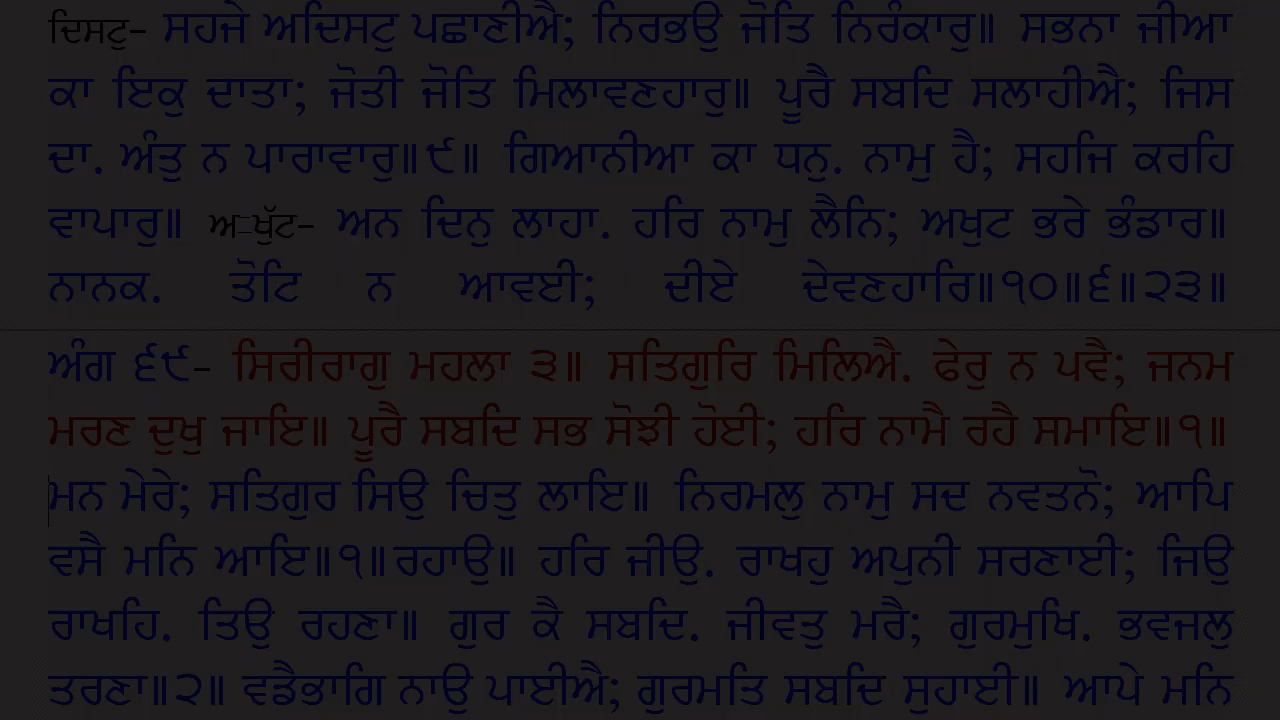 ਦਿਸਟੁ– ਸਹਜੇ ਅਦਿਸਟੁ ਪਛਾਣੀਐ; ਨਿਰਭਉ ਜੋਤਿ ਨਿਰੰਕਾਰੁ॥ ਸਭਨਾ ਜੀਆ
ਕਾ ਇਕੁ ਦਾਤਾ; ਜੋਤੀ ਜੋਤਿ ਮਿਲਾਵਣਹਾਰੁ॥ ਪੂਰੈ ਸਬਦਿ ਸਲਾਹੀਐ; ਜਿਸ
ਦਾ. ਅੰਤੁ ਨ ਪਾਰਾਵਾਰੁ॥੯॥ ਗਿਆਨੀਆ ਕਾ ਧਨੁ. ਨਾਮੁ ਹੈ; ਸਹਜਿ ਕਰਹਿ
ਵਾਪਾਰੁ॥ ਅ-ਖੁੱਟ– ਅਨ ਦਿਨੁ ਲਾਹਾ. ਹਰਿ ਨਾਮੁ ਲੈਨਿ; ਅਖੁਟ ਭਰੇ ਭੰਡਾਰ॥
ਨਾਨਕ. ਤੋਟਿ ਨ ਆਵਈ; ਦੀਏ ਦੇਵਣਹਾਰਿ॥੧੦॥੬॥੨੩॥
ਅੰਗ ੬੯– ਸਿਰੀਰਾਗੁ ਮਹਲਾ ੩॥ ਸਤਿਗੁਰਿ ਮਿਲਿਐ. ਫੇਰੁ ਨ ਪਵੈ; ਜਨਮ
ਮਰਣ ਦੁਖੁ ਜਾਇ॥ ਪੂਰੈ ਸਬਦਿ ਸਭ ਸੋਝੀ ਹੋਈ; ਹਰਿ ਨਾਮੈ ਰਹੈ ਸਮਾਇ॥੧॥
ਮਨ ਮੇਰੇ; ਸਤਿਗੁਰ ਸਿਉ ਚਿਤੁ ਲਾਇ॥ ਨਿਰਮਲੁ ਨਾਮੁ ਸਦ ਨਵਤਨੋ; ਆਪਿ
ਵਸੈ ਮਨਿ ਆਇ॥੧॥ਰਹਾਉ॥ ਹਰਿ ਜੀਉ. ਰਾਖਹੁ ਅਪੁਨੀ ਸਰਣਾਈ; ਜਿਉ
ਰਾਖਹਿ. ਤਿਉ ਰਹਣਾ॥ ਗੁਰ ਕੈ ਸਬਦਿ. ਜੀਵਤੁ ਮਰੈ; ਗੁਰਮੁਖਿ. ਭਵਜਲੁ
ਤਰਣਾ॥੨॥ ਵਡੈਭਾਗਿ ਨਾਉ ਪਾਈਐ; ਗੁਰਮਤਿ ਸਬਦਿ ਸੁਹਾਈ॥ ਆਪੇ ਮਨਿ